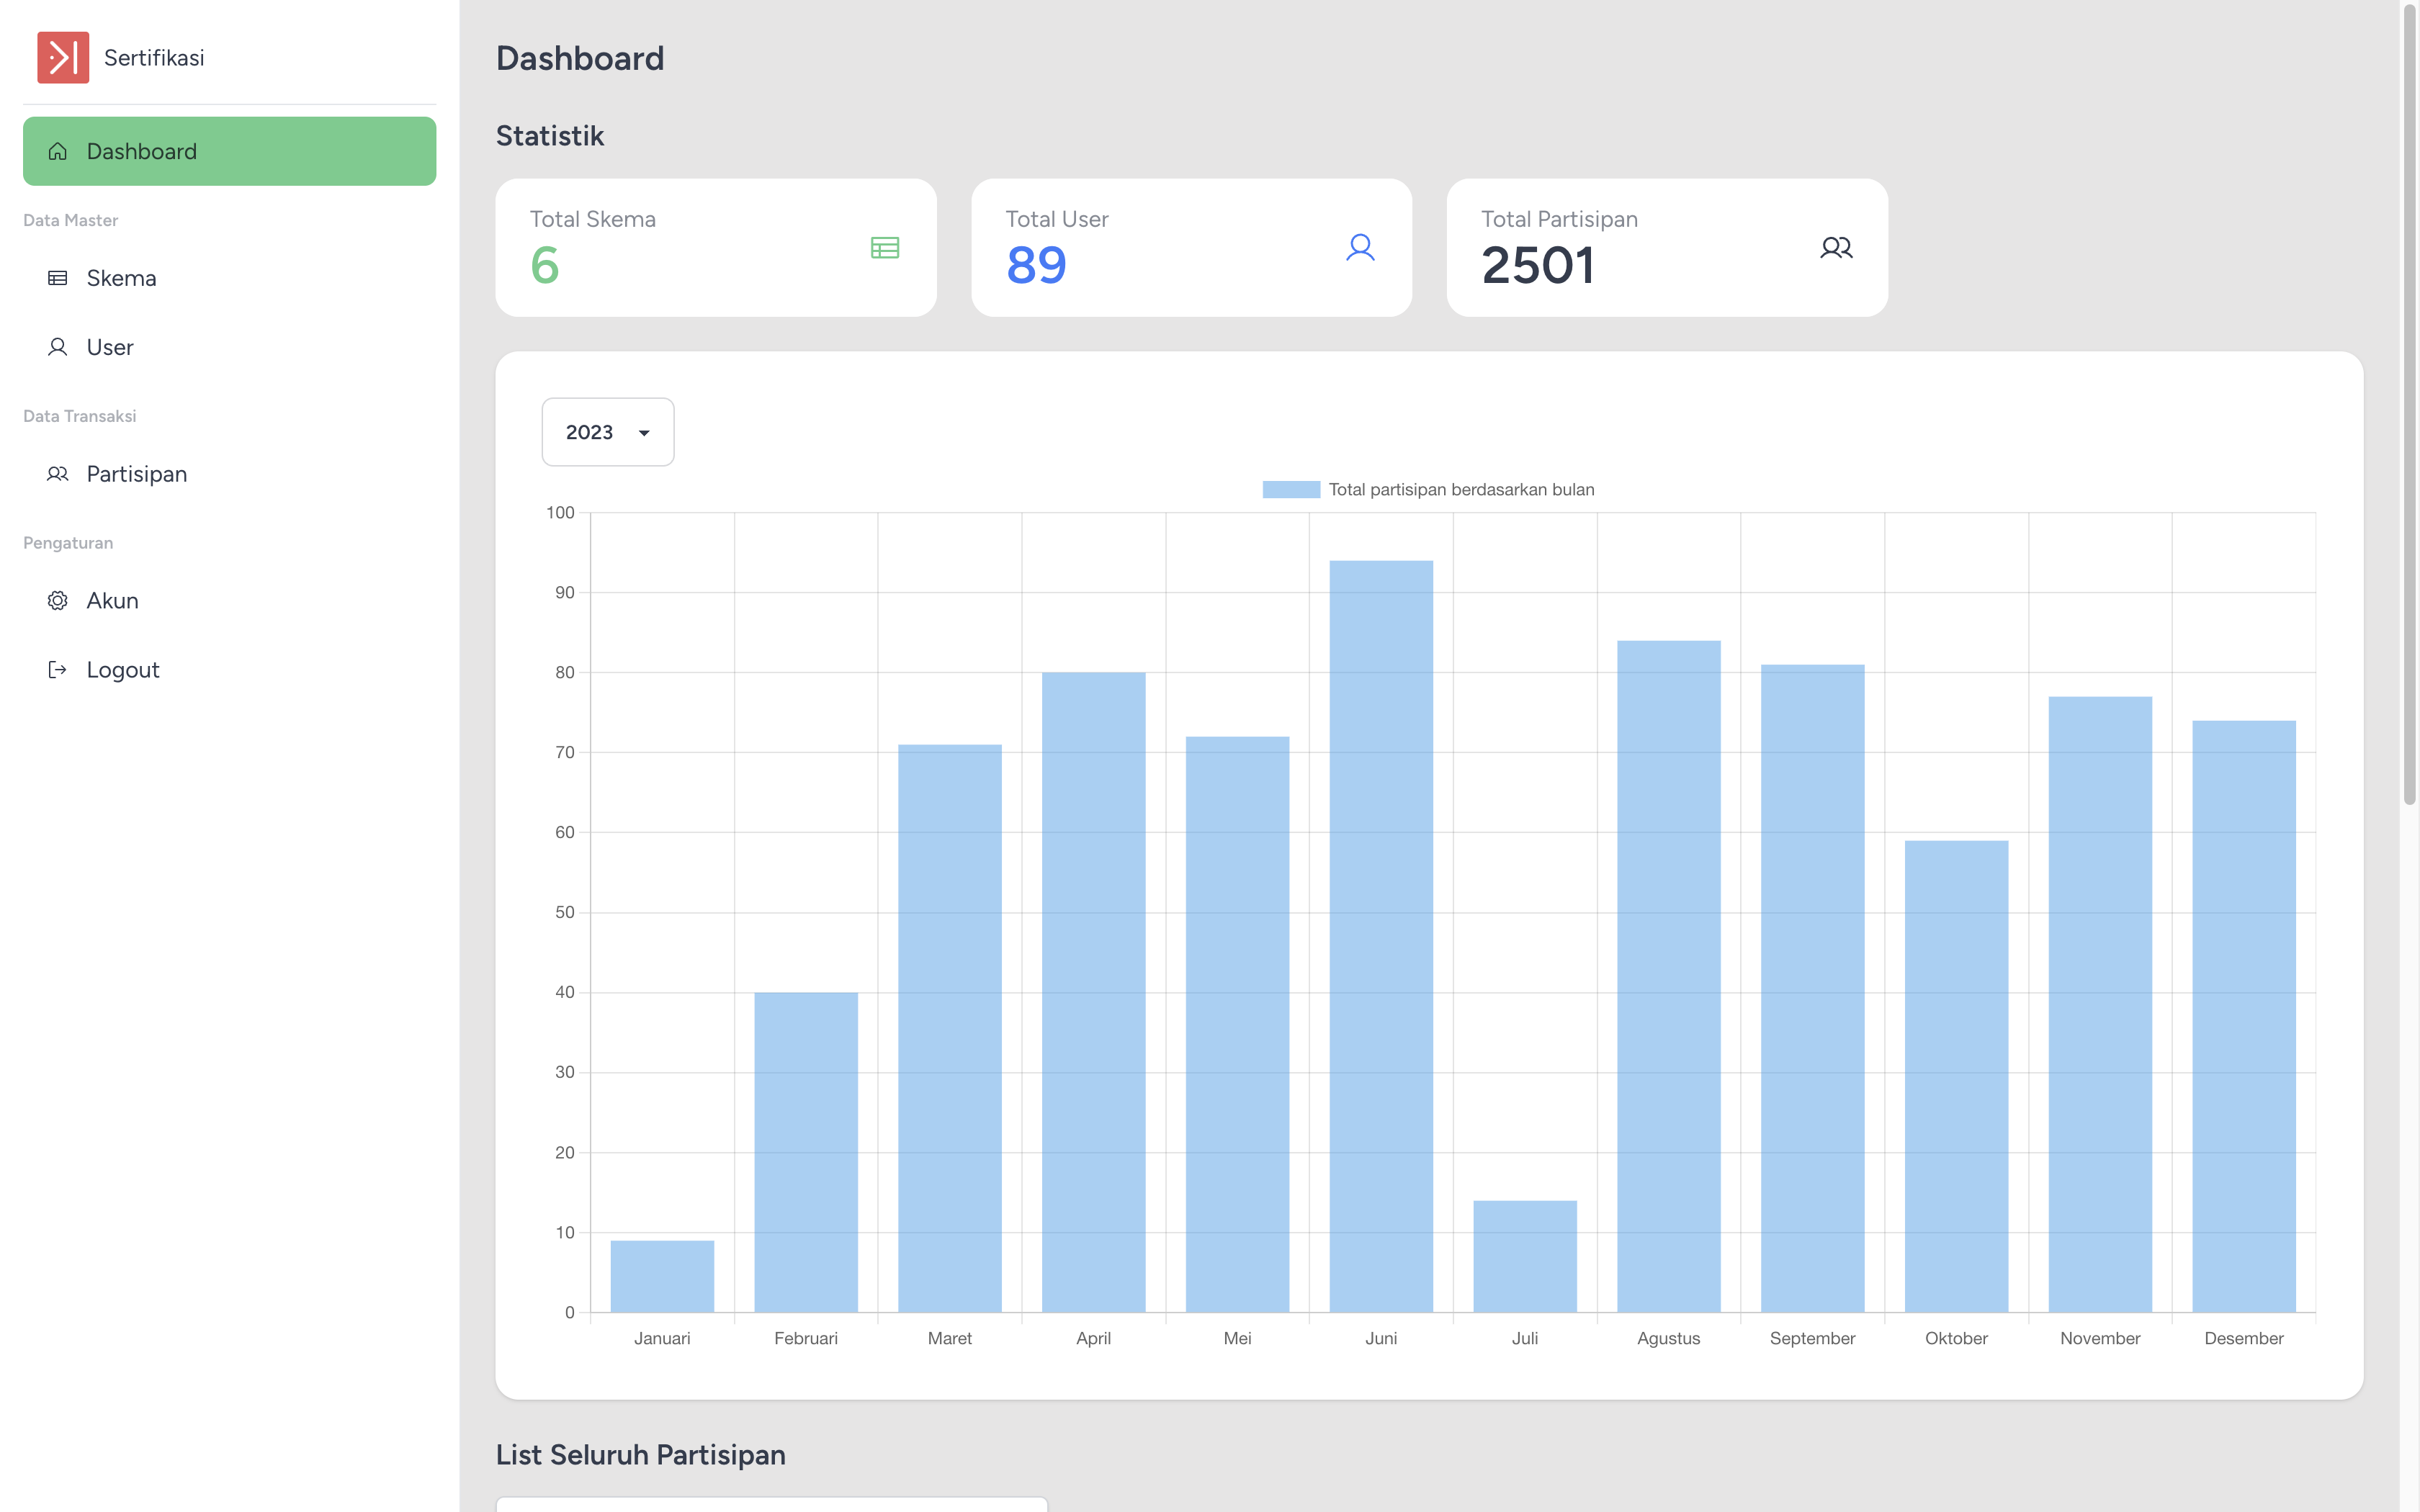 Sertifikasi
Dashboard
Data Master
Skema
User
Data Transaksi
Partisipan
Pengaturan
Akun
Logout
Dashboard
Statistik
Total Skema
6
Total User
89
Total Partisipan
2501
2023
Total partisipan berdasarkan bulan
100
90
80
70
60
50
40
30
20
10
0
Januari Februari Maret April Mei Juni Juli Agustus September Oktober November Desember
List Seluruh Partisipan